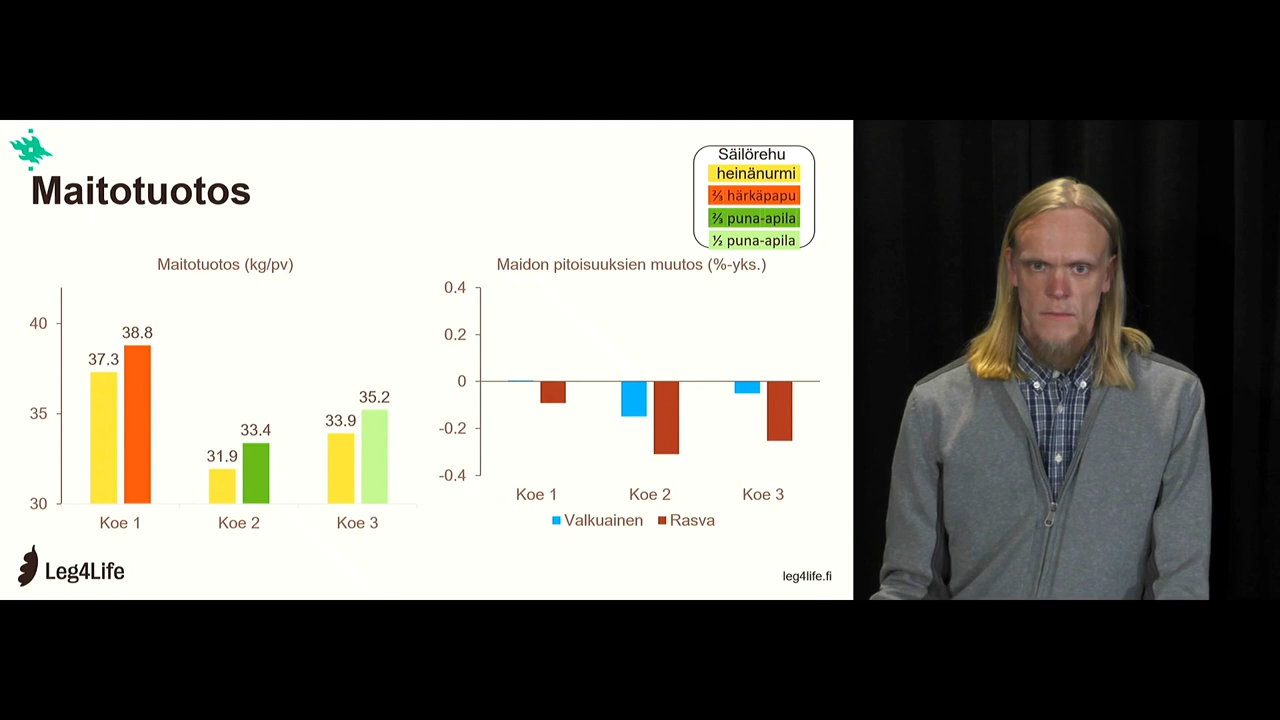 Maitotuotos
Säilörehu
heinänurmi
⅔ härkäpapu
⅔ puna-apila
½ puna-apila
Maitotuotos (kg/pv)
40
35
30
37.3
38.8
31.9
33.4
33.9
35.2
Koe 1
Koe 2
Koe 3
Maidon pitoisuuksien muutos (%-yks.)
0.4
0.2
0
-0.2
-0.4
Koe 1
Koe 2
Koe 3
Valkuainen
Rasva
Leg4Life
leg4life.fi